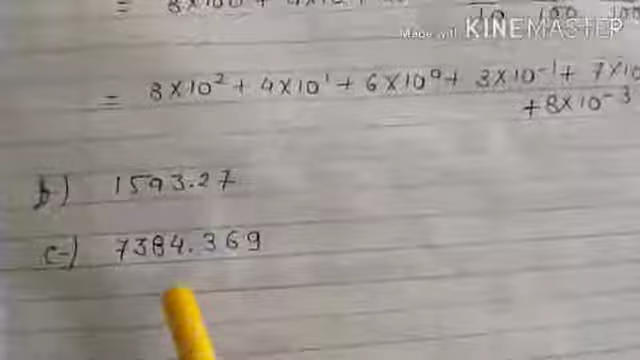 Made with KINEMASTER
= 8×10² + 4×10¹ + 6×10⁰ + 3×10⁻¹ + 7×10
+ 8×10⁻³
b) 1593.27
c-) 7384.369